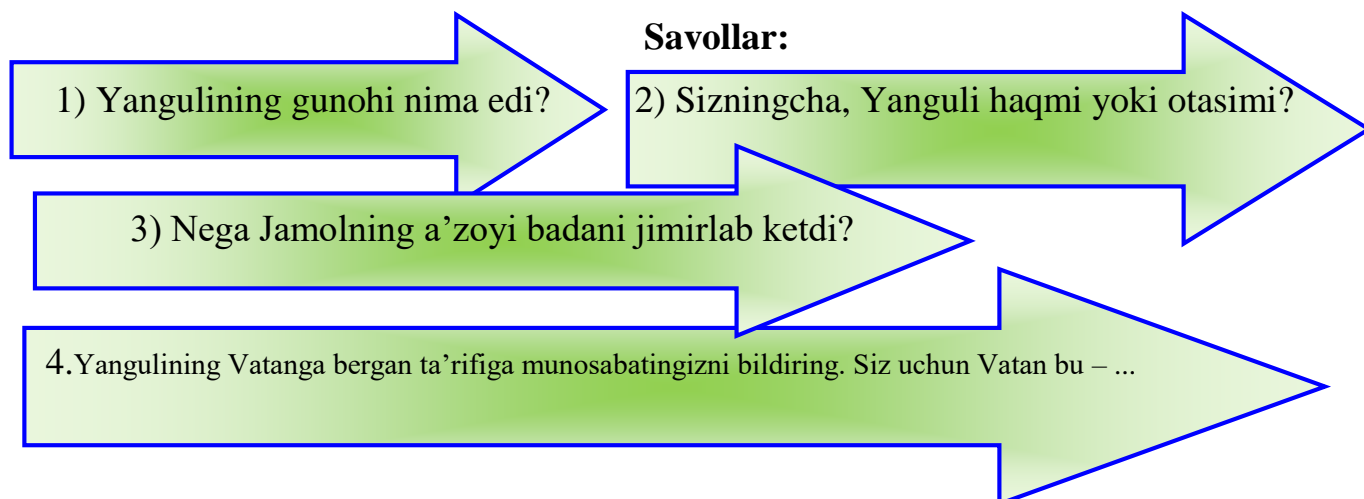 Savollar:
1) Yangulining gunohi nima edi?
2) Sizningcha, Yanguli haqmi yoki otasimi?
3) Nega Jamolning a’zoyi badani jimirlab ketdi?
4.Yangulining Vatanga bergan ta’rifiga munosabatingizni bildiring. Siz uchun Vatan bu – ...